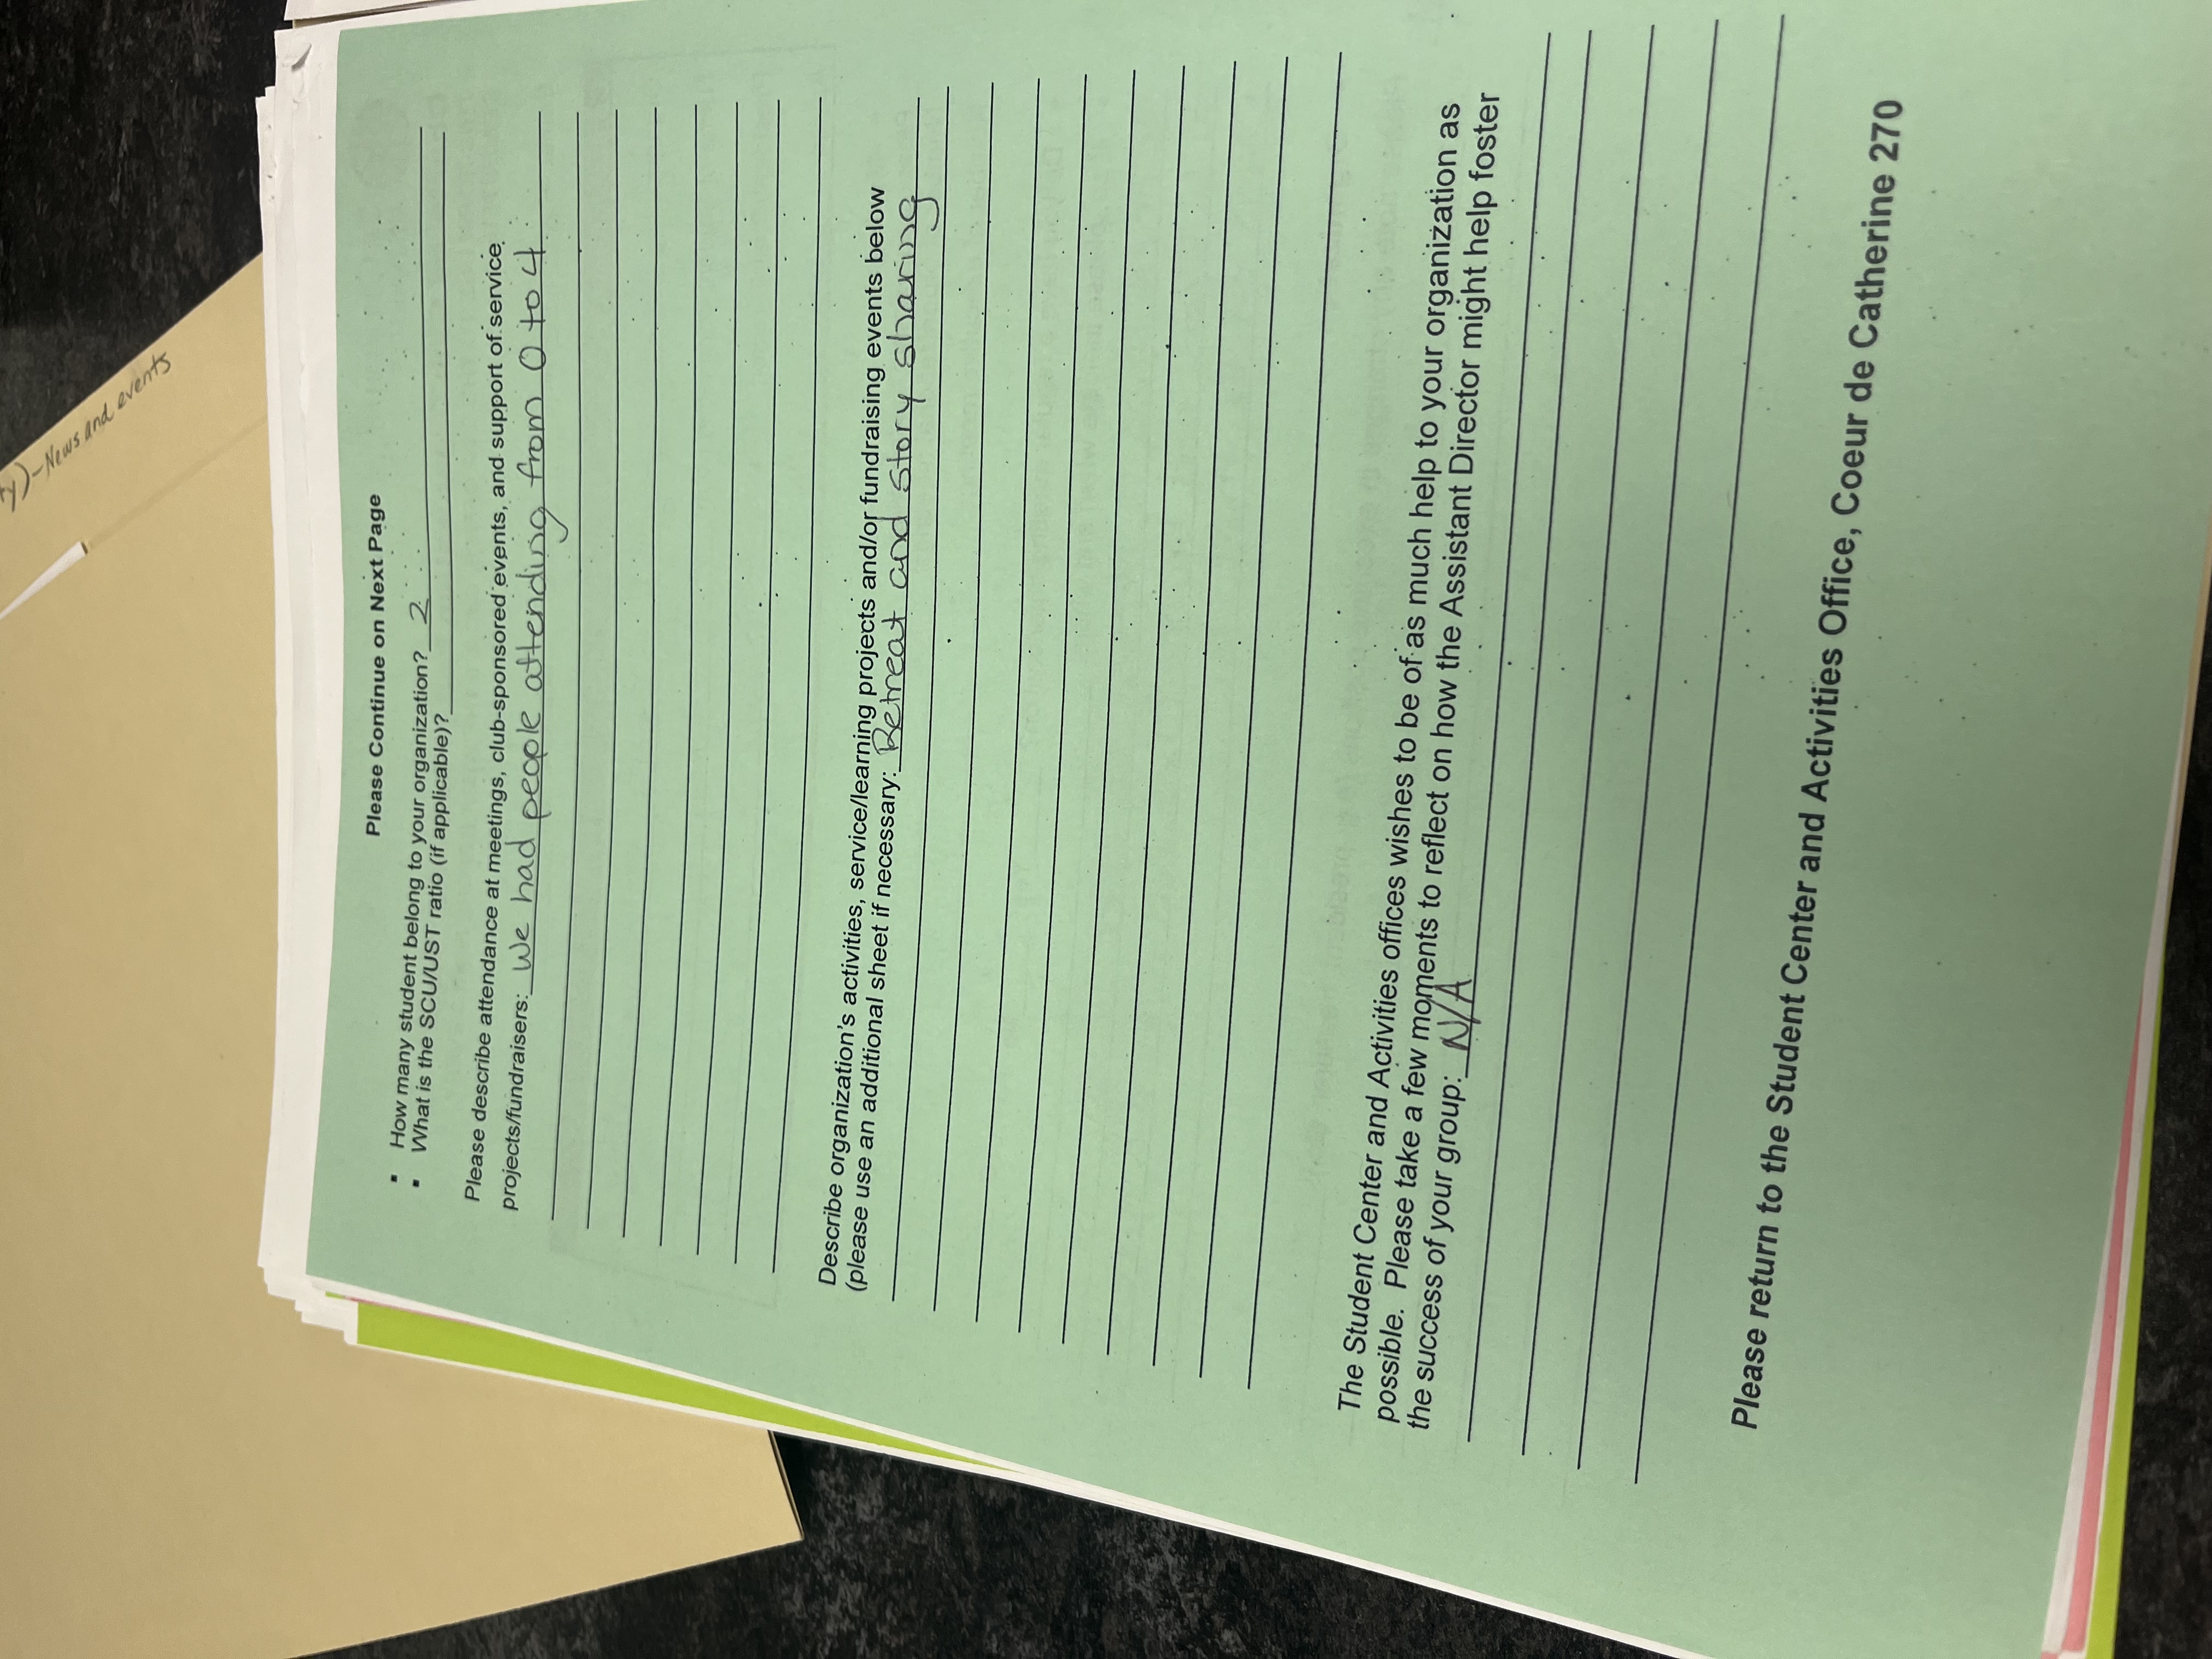 News and events
Please Continue on Next Page
▪ How many student belong to your organization? 2
▪ What is the SCU/UST ratio (if applicable)?
Please describe attendance at meetings, club-sponsored events, and support of service
projects/fundraisers: We had people attending from 0 to 4
Describe organization's activities, service/learning projects and/or fundraising events below
(please use an additional sheet if necessary: Retreat and story sharing
The Student Center and Activities offices wishes to be of as much help to your organization as
possible. Please take a few moments to reflect on how the Assistant Director might help foster
the success of your group: N/A
Please return to the Student Center and Activities Office, Coeur de Catherine 270